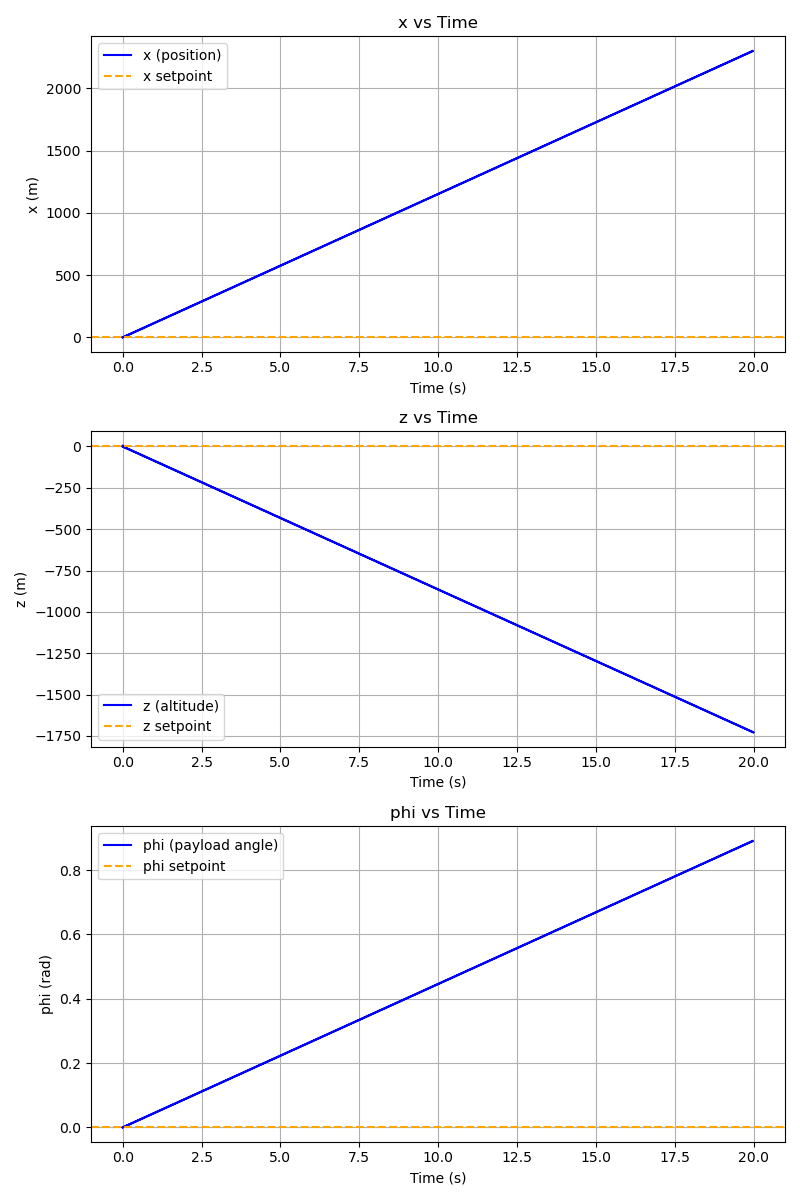 x vs Time
x (position)
x setpoint
2000
1500
1000
500
0
x (m)
0.0 2.5 5.0 7.5 10.0 12.5 15.0 17.5 20.0
Time (s)
z vs Time
0
−250
−500
−750
−1000
−1250
−1500
−1750
z (m)
z (altitude)
z setpoint
0.0 2.5 5.0 7.5 10.0 12.5 15.0 17.5 20.0
Time (s)
phi vs Time
phi (payload angle)
phi setpoint
0.8
0.6
0.4
0.2
0.0
phi (rad)
0.0 2.5 5.0 7.5 10.0 12.5 15.0 17.5 20.0
Time (s)